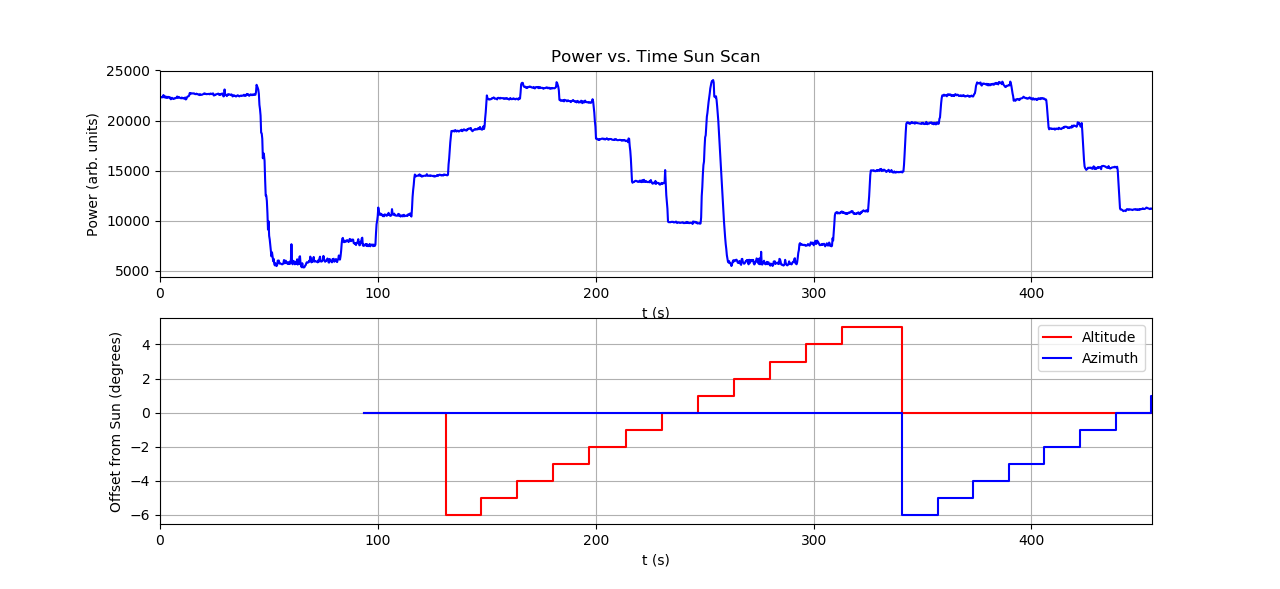 Power vs. Time Sun Scan
25000
20000
15000
10000
5000
Power (arb. units)
0 100 200 300 400
t (s)
4
2
0
−2
−4
−6
Offset from Sun (degrees)
Altitude
Azimuth
0 100 200 300 400
t (s)